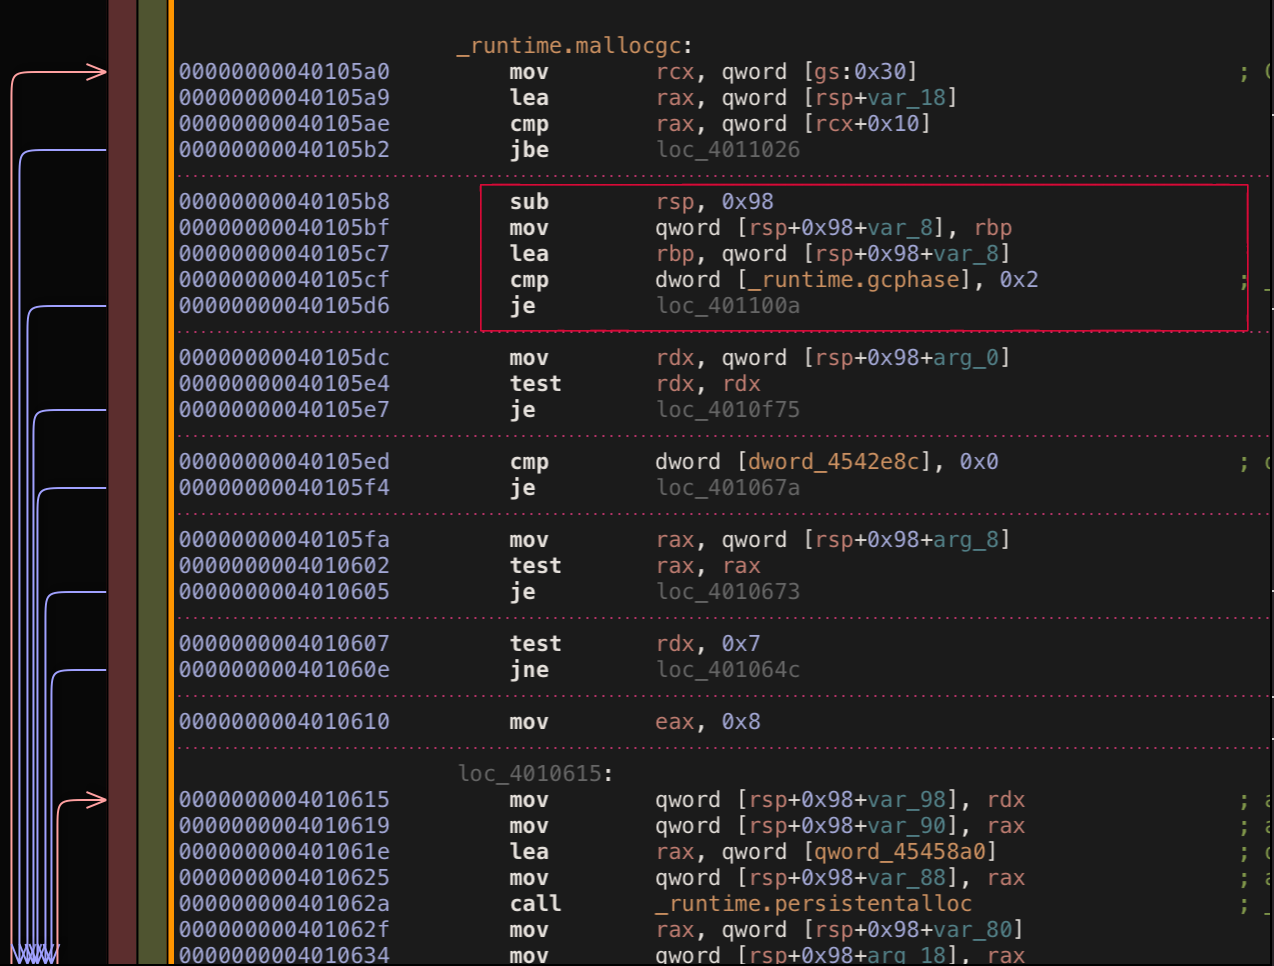 _runtime.mallocgc:
00000000040105a0 mov rcx, qword [gs:0x30] ;
00000000040105a9 lea rax, qword [rsp+var_18]
00000000040105ae cmp rax, qword [rcx+0x10]
00000000040105b2 jbe loc_4011026
00000000040105b8 sub rsp, 0x98
00000000040105bf mov qword [rsp+0x98+var_8], rbp
00000000040105c7 lea rbp, qword [rsp+0x98+var_8]
00000000040105cf cmp dword [_runtime.gcphase], 0x2 ; _
00000000040105d6 je loc_401100a
00000000040105dc mov rdx, qword [rsp+0x98+arg_0]
00000000040105e4 test rdx, rdx
00000000040105e7 je loc_4010f75
00000000040105ed cmp dword [dword_4542e8c], 0x0 ;
00000000040105f4 je loc_401067a
00000000040105fa mov rax, qword [rsp+0x98+arg_8]
0000000004010602 test rax, rax
0000000004010605 je loc_4010673
0000000004010607 test rdx, 0x7
000000000401060e jne loc_401064c
0000000004010610 mov eax, 0x8
loc_4010615:
0000000004010615 mov qword [rsp+0x98+var_98], rdx ;
0000000004010619 mov qword [rsp+0x98+var_90], rax ;
000000000401061e lea rax, qword [qword_45458a0] ;
0000000004010625 mov qword [rsp+0x98+var_88], rax ;
000000000401062a call _runtime.persistentalloc ; _
000000000401062f mov rax, qword [rsp+0x98+var_80]
0000000004010634 mov qword [rsp+0x98+arg_18], rax